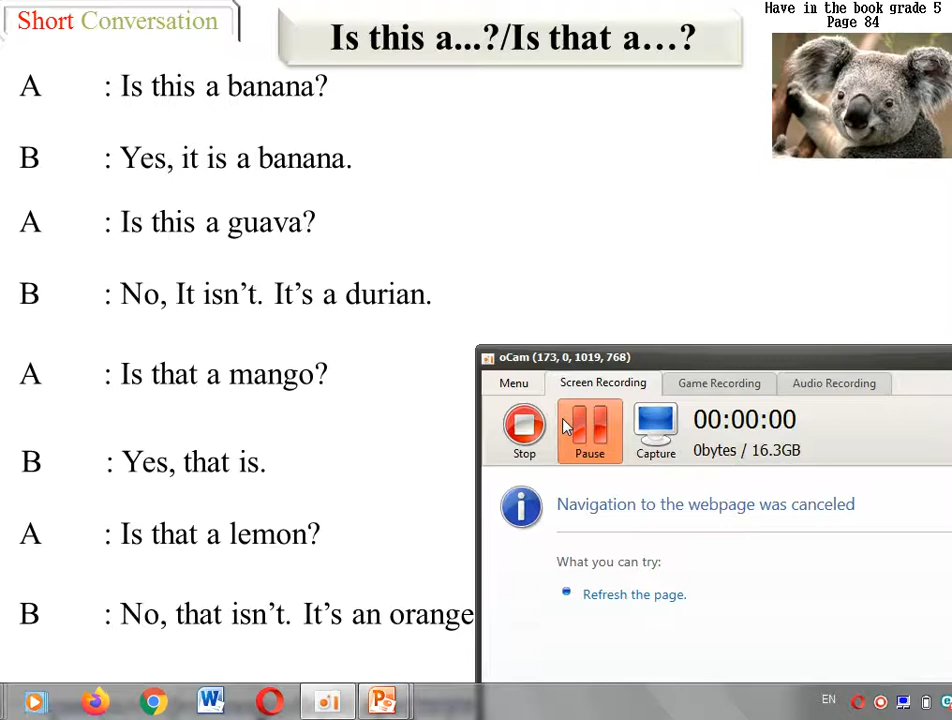 Short Conversation
Is this a...?/Is that a…?
Have in the book grade 5
Page 84
A : Is this a banana?
B : Yes, it is a banana.
A : Is this a guava?
B : No, It isn’t. It’s a durian.
A : Is that a mango?
B : Yes, that is.
A : Is that a lemon?
B : No, that isn’t. It’s an orange
oCam (173, 0, 1019, 768)
Menu Screen Recording Game Recording Audio Recording
Stop Pause Capture
00:00:00
0bytes / 16.3GB
Navigation to the webpage was canceled
What you can try:
Refresh the page.
EN